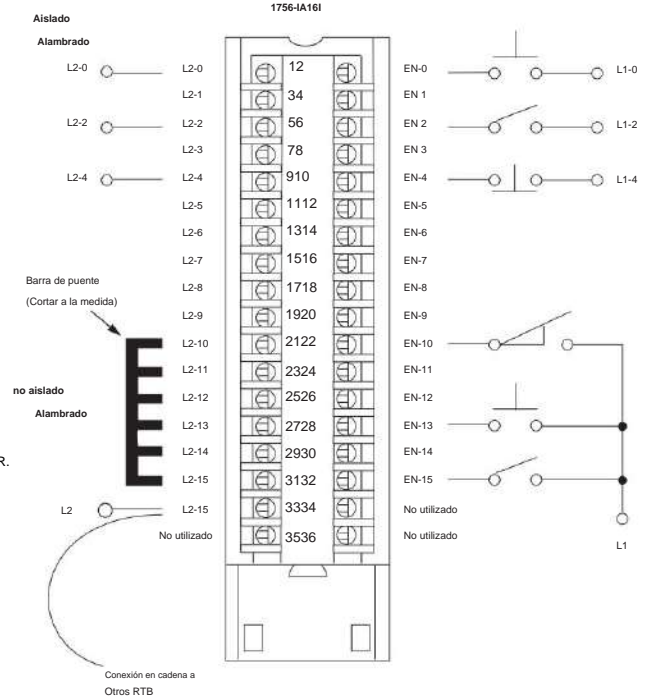 1756-IA16I
Aislado
Alambrado
L2-0 L2-0 12 EN-0 L1-0
L2-1 34 EN 1
L2-2 L2-2 56 EN 2 L1-2
L2-3 78 EN 3
L2-4 L2-4 910 EN-4 L1-4
L2-5 1112 EN-5
L2-6 1314 EN-6
L2-7 1516 EN-7
Barra de puente
(Cortar a la medida)
L2-8 1718 EN-8
L2-9 1920 EN-9
L2-10 2122 EN-10
L2-11 2324 EN-11
no aislado
Alambrado
L2-12 2526 EN-12
L2-13 2728 EN-13
L2-14 2930 EN-14
R.
L2-15 3132 EN-15
L2 L2-15 3334 No utilizado
No utilizado 3536 No utilizado
L1
Conexión en cadena a
Otros RTB